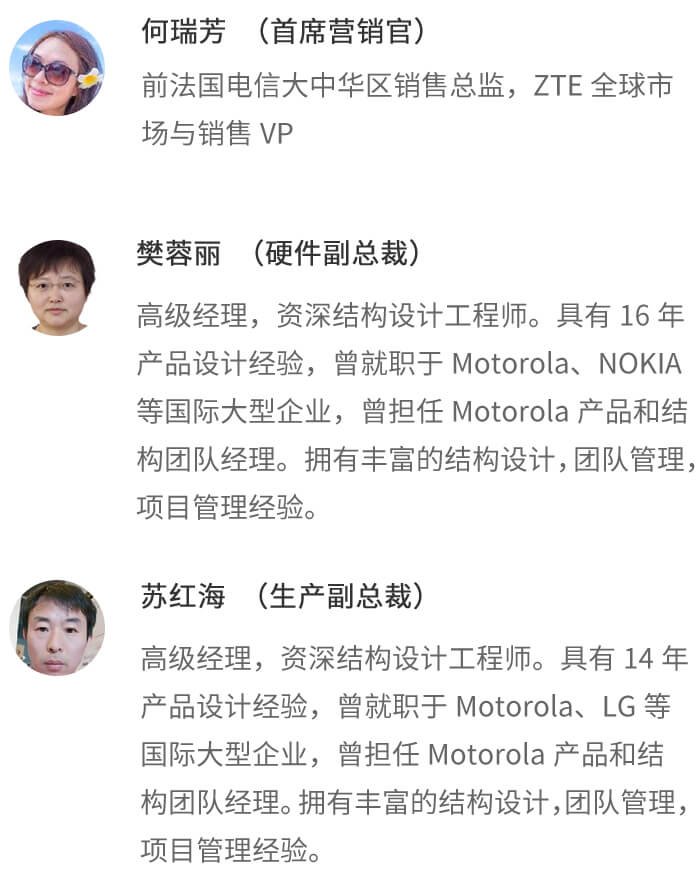 何瑞芳 （首席营销官）
前法国电信大中华区销售总监，ZTE 全球市
场与销售 VP
樊蓉丽 （硬件副总裁）
高级经理，资深结构设计工程师。具有 16 年
产品设计经验，曾就职于 Motorola、NOKIA
等国际大型企业，曾担任 Motorola 产品和结
构团队经理。拥有丰富的结构设计，团队管理，
项目管理经验。
苏红海 （生产副总裁）
高级经理，资深结构设计工程师。具有 14 年
产品设计经验，曾就职于 Motorola、LG 等
国际大型企业，曾担任 Motorola 产品和结
构团队经理。拥有丰富的结构设计，团队管理，
项目管理经验。